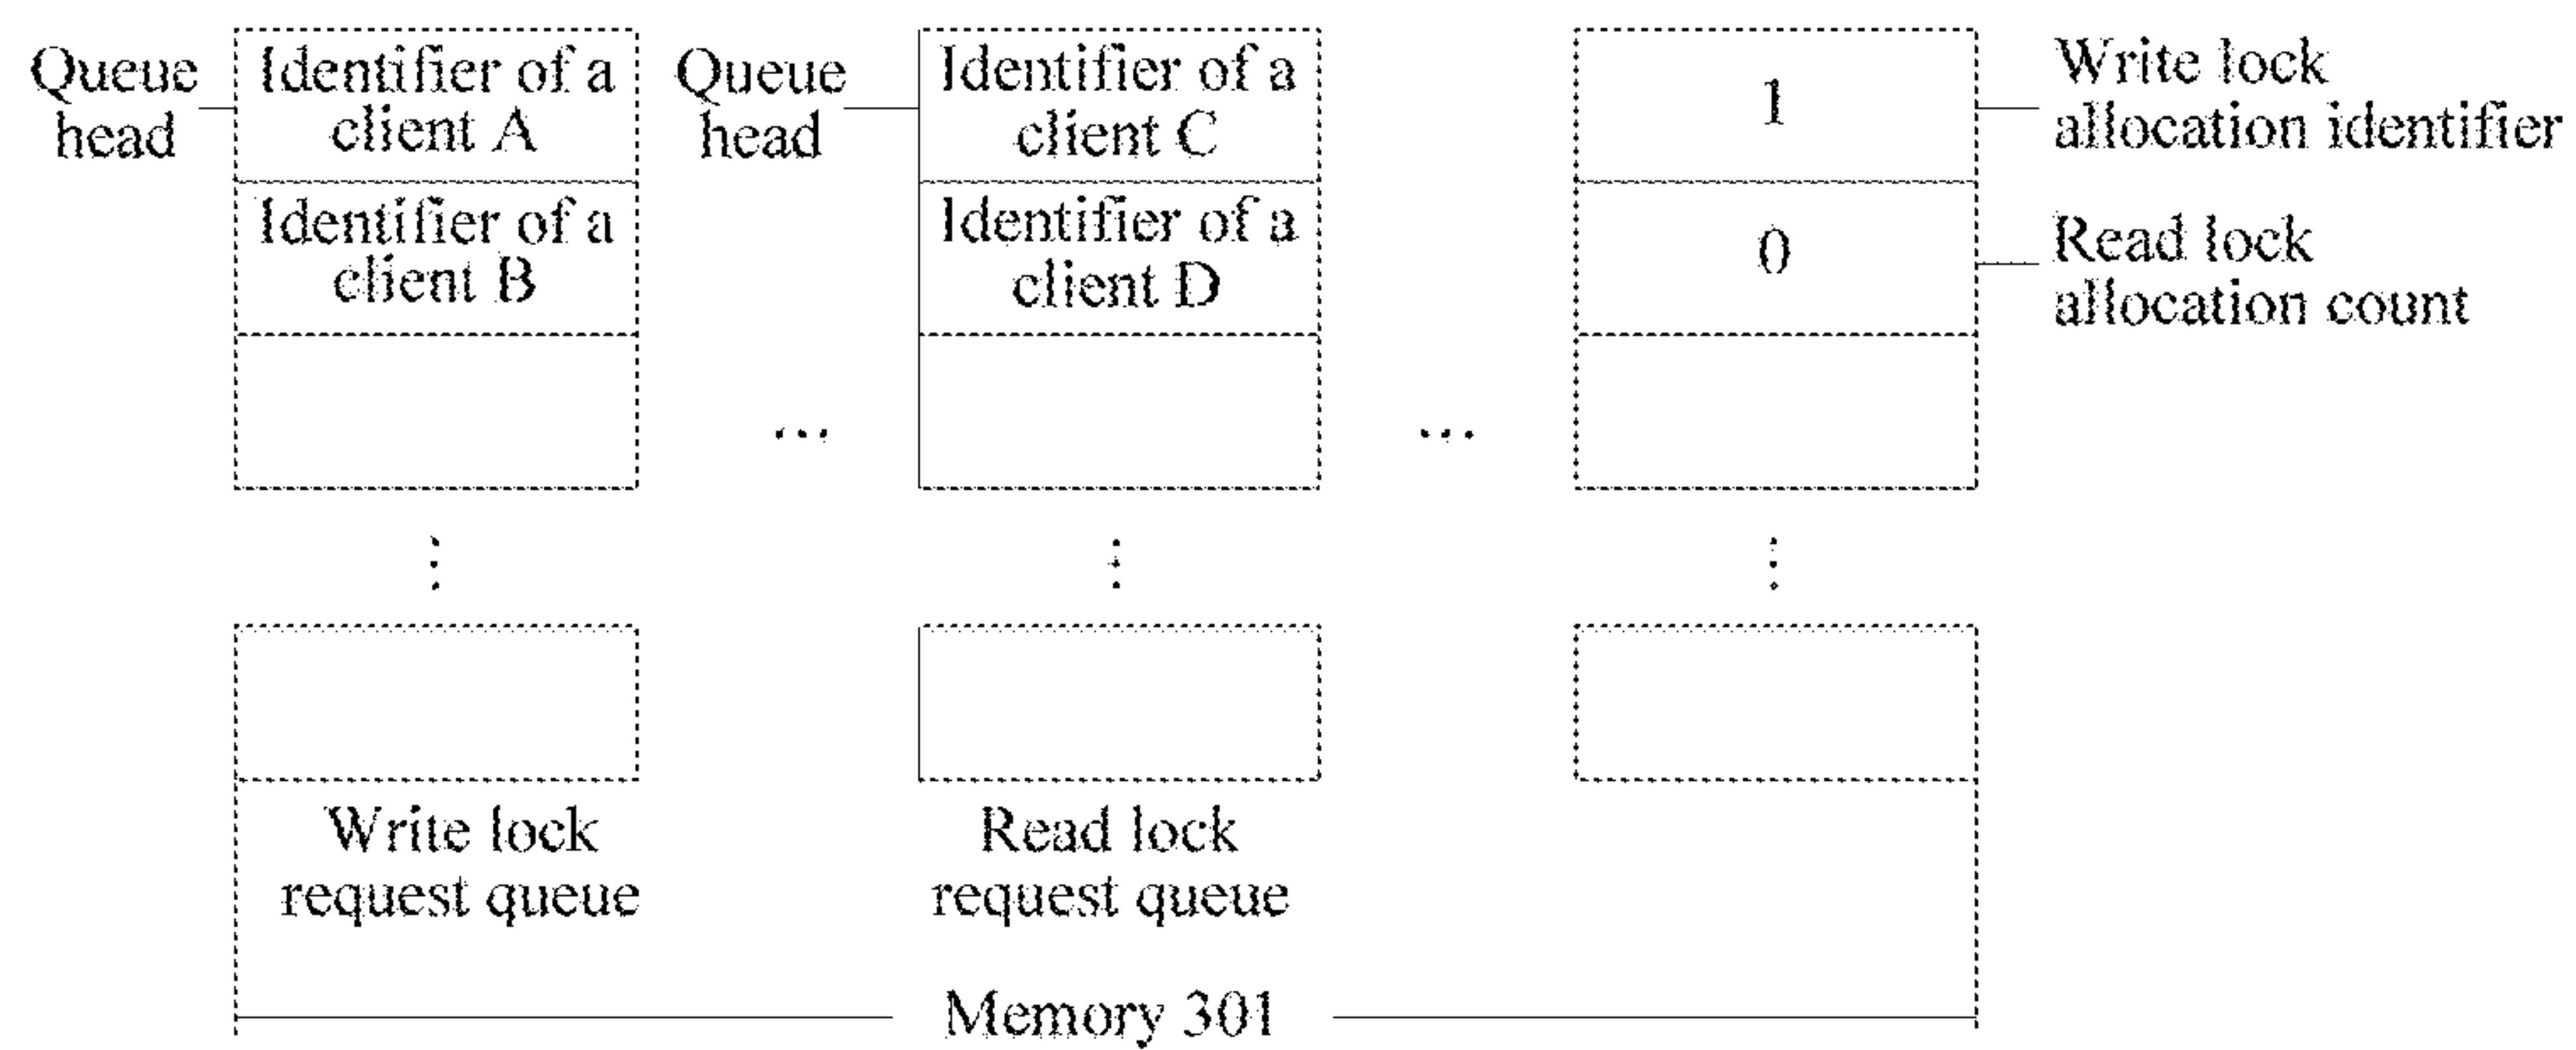 Queue
head
Identifier of a
client A
Queue
head
Identifier of a
client C
1
Write lock
allocation identifier
Identifier of a
client B
Identifier of a
client D
0
Read lock
allocation count
...
...
Write lock
request queue
Read lock
request queue
Memory 301